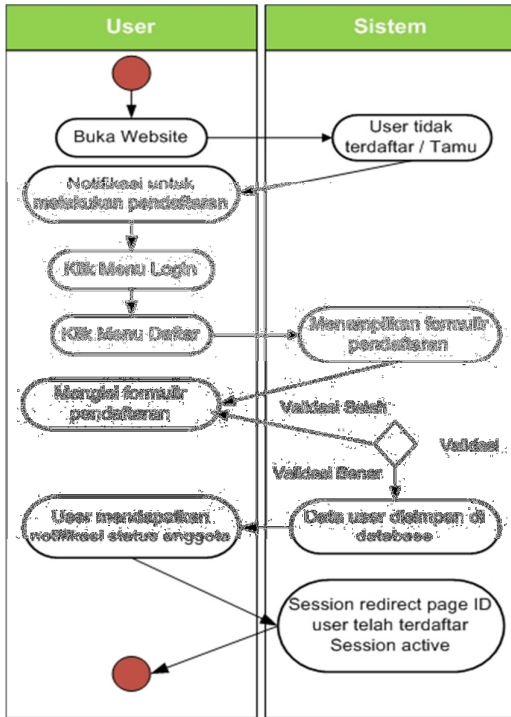 User
Sistem
Buka Website
User tidak
terdaftar / Tamu
Notifikasi untuk
melakukan pendaftaran
Klik Menu Login
Klik Menu Daftar
Menampilkan formulir
pendaftaran
Mengisi formulir
pendaftaran
Validasi Salah
Validasi
Validasi Benar
Data user disimpan di
database
User mendapatkan
notifikasi status anggota
Session redirect page ID
user telah terdaftar
Session active